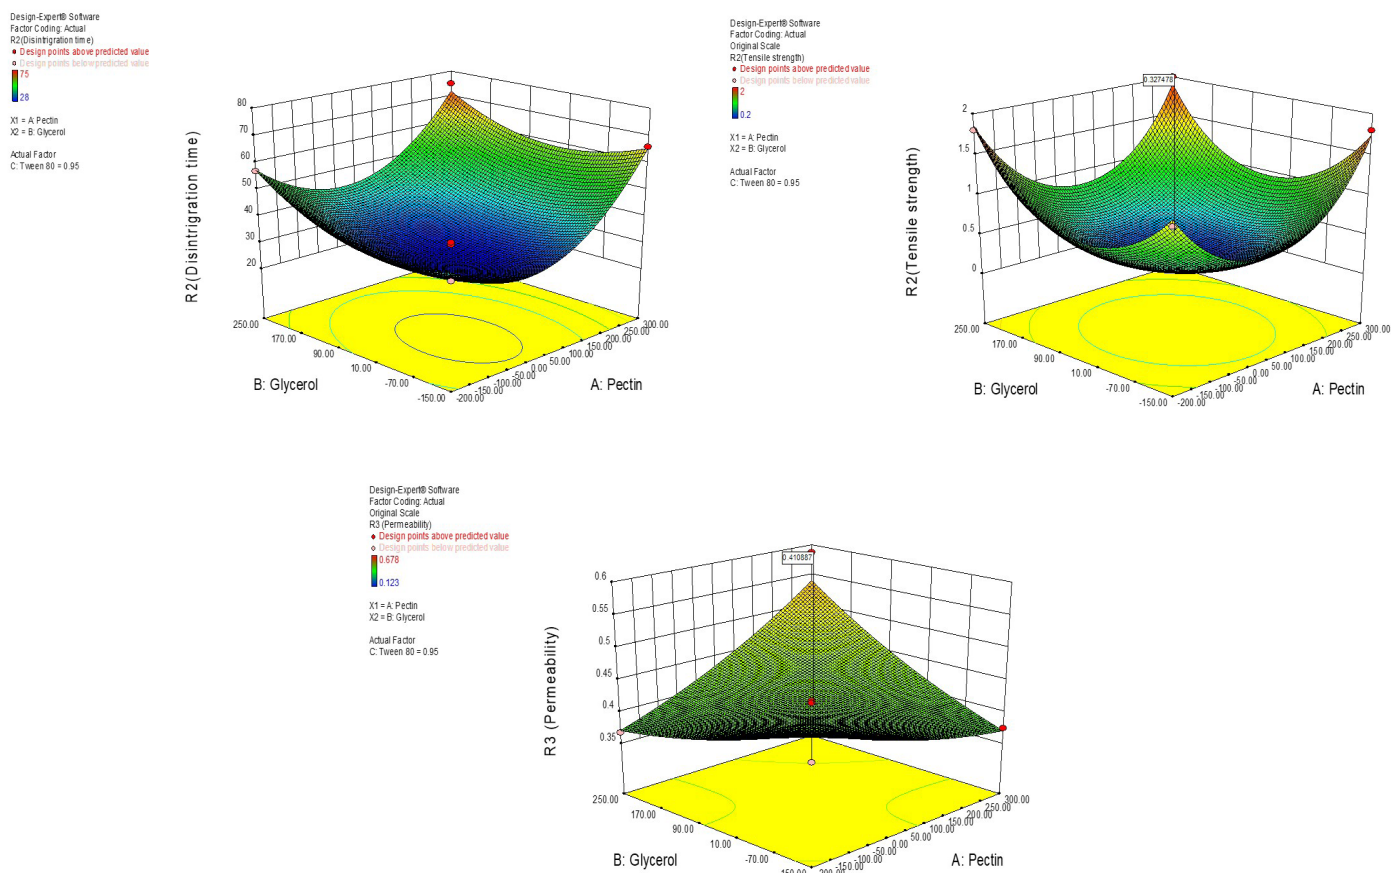 Design-Expert® Software
Factor Coding: Actual
R2(Disintrigration time)
Design points above predicted value
Design points below predicted value
75
28
X1 = A: Pectin
X2 = B: Glycerol
Actual Factor
C: Tween 80 = 0.95
R2(Disintrigration time)
80
70
60
50
40
30
20
250.00
170.00
90.00
10.00
-70.00
-150.00
-200.00
-150.00
-100.00
-50.00
0.00
50.00
100.00
150.00
200.00
250.00
300.00
B: Glycerol
A: Pectin
Design-Expert® Software
Factor Coding: Actual
Original Scale
R2(Tensile strength)
Design points above predicted value
Design points below predicted value
2
0.2
X1 = A: Pectin
X2 = B: Glycerol
Actual Factor
C: Tween 80 = 0.95
0.327478
R2(Tensile strength)
2
1.5
1
0.5
0
250.00
170.00
90.00
10.00
-70.00
-150.00
-200.00
-150.00
-100.00
-50.00
0.00
50.00
100.00
150.00
200.00
250.00
300.00
B: Glycerol
A: Pectin
Design-Expert® Software
Factor Coding: Actual
Original Scale
R3 (Permeability)
Design points above predicted value
Design points below predicted value
0.678
0.123
X1 = A: Pectin
X2 = B: Glycerol
Actual Factor
C: Tween 80 = 0.95
0.410887
R3 (Permeability)
0.6
0.55
0.5
0.45
0.4
0.35
250.00
170.00
90.00
10.00
-70.00
-150.00
-100.00
-50.00
0.00
50.00
100.00
150.00
200.00
250.00
300.00
B: Glycerol
A: Pectin